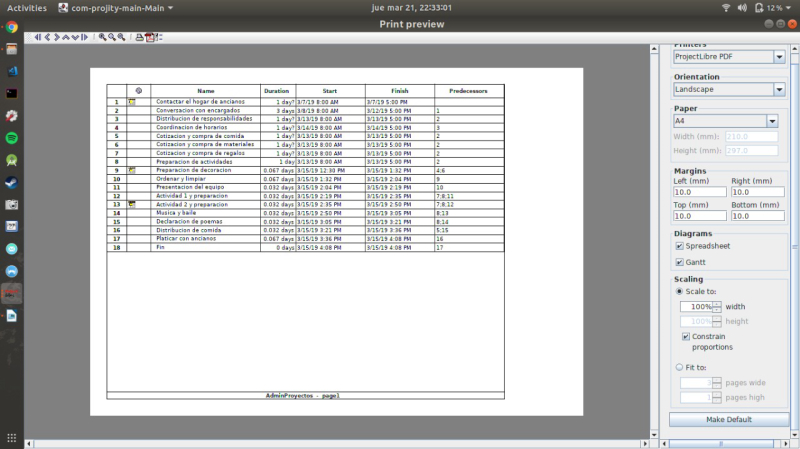 Activities com-projity-main-Main jue mar 21, 22:33:01 12 %
Print preview
Name Duration Start Finish Predecessors
1 Contactar el hogar de ancianos 1 day? 3/7/19 8:00 AM 3/7/19 5:00 PM
2 Conversacion con encargados 3 days 3/8/19 8:00 AM 3/12/19 5:00 PM 1
3 Distribucion de responsabilidades 1 day? 3/13/19 8:00 AM 3/13/19 5:00 PM 2
4 Coordinacion de horarios 1 day? 3/14/19 8:00 AM 3/14/19 5:00 PM 3
5 Cotizacion y compra de comida 1 day? 3/13/19 8:00 AM 3/13/19 5:00 PM 2
6 Cotizacion y compra de materiales 1 day? 3/13/19 8:00 AM 3/13/19 5:00 PM 2
7 Cotizacion y compra de regalos 1 day? 3/13/19 8:00 AM 3/13/19 5:00 PM 2
8 Preparacion de actividades 1 day 3/13/19 8:00 AM 3/13/19 5:00 PM 2
9 Preparacion de decoracion 0.067 days 3/15/19 12:30 PM 3/15/19 1:32 PM 4;6
10 Ordenar y limpiar 0.067 days 3/15/19 1:32 PM 3/15/19 2:04 PM 9
11 Presentacion del equipo 0.032 days 3/15/19 2:04 PM 3/15/19 2:19 PM 10
12 Actividad 1 y preparacion 0.032 days 3/15/19 2:19 PM 3/15/19 2:35 PM 7;8;11
13 Actividad 2 y preparacion 0.032 days 3/15/19 2:35 PM 3/15/19 2:50 PM 7;8;12
14 Musica y baile 0.032 days 3/15/19 2:50 PM 3/15/19 3:05 PM 8;13
15 Declaracion de poemas 0.032 days 3/15/19 3:05 PM 3/15/19 3:21 PM 8;14
16 Distribucion de comida 0.032 days 3/15/19 3:21 PM 3/15/19 3:36 PM 5;15
17 Platicar con ancianos 0.067 days 3/15/19 3:36 PM 3/15/19 4:08 PM 16
18 Fin 0 days 3/15/19 4:08 PM 3/15/19 4:08 PM 17
AdminProyectos - page1
Printers
ProjectLibre PDF
Orientation
Landscape
Paper
A4
Width (mm): 210.0
Height (mm): 297.0
Margins
Left (mm) Right (mm)
10.0 10.0
Top (mm) Bottom (mm)
10.0 10.0
Diagrams
Spreadsheet
Gantt
Scaling
Scale to:
100% width
100% height
Constrain
proportions
Fit to:
3 pages wide
1 pages high
Make Default